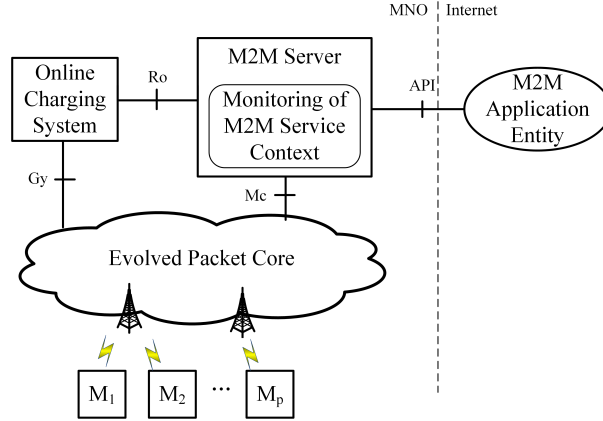 MNO
Internet
Online
Charging
System
Ro
M2M Server
Monitoring of
M2M Service
Context
API
M2M
Application
Entity
Gy
Mc
Evolved Packet Core
M1
M2
...
Mp